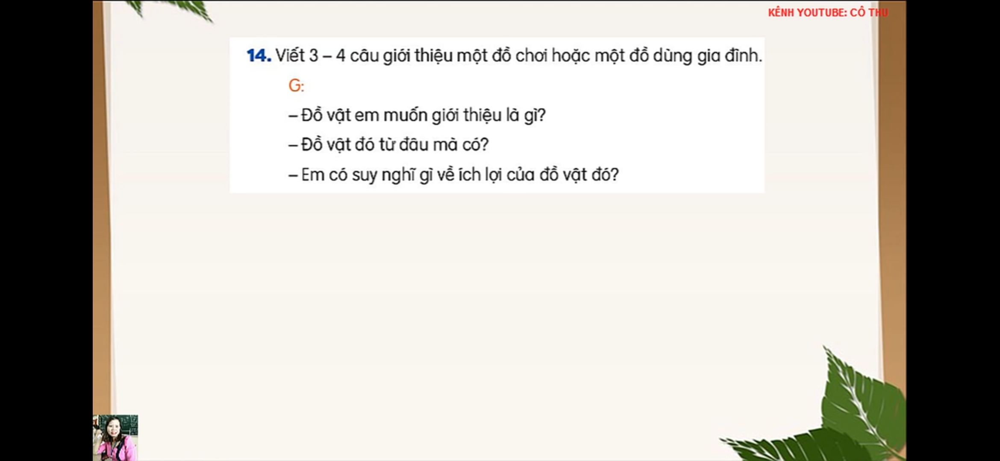 KÊNH YOUTUBE: CÔ THU
14. Viết 3 – 4 câu giới thiệu một đồ chơi hoặc một đồ dùng gia đình.
G:
– Đồ vật em muốn giới thiệu là gì?
– Đồ vật đó từ đâu mà có?
– Em có suy nghĩ gì về ích lợi của đồ vật đó?